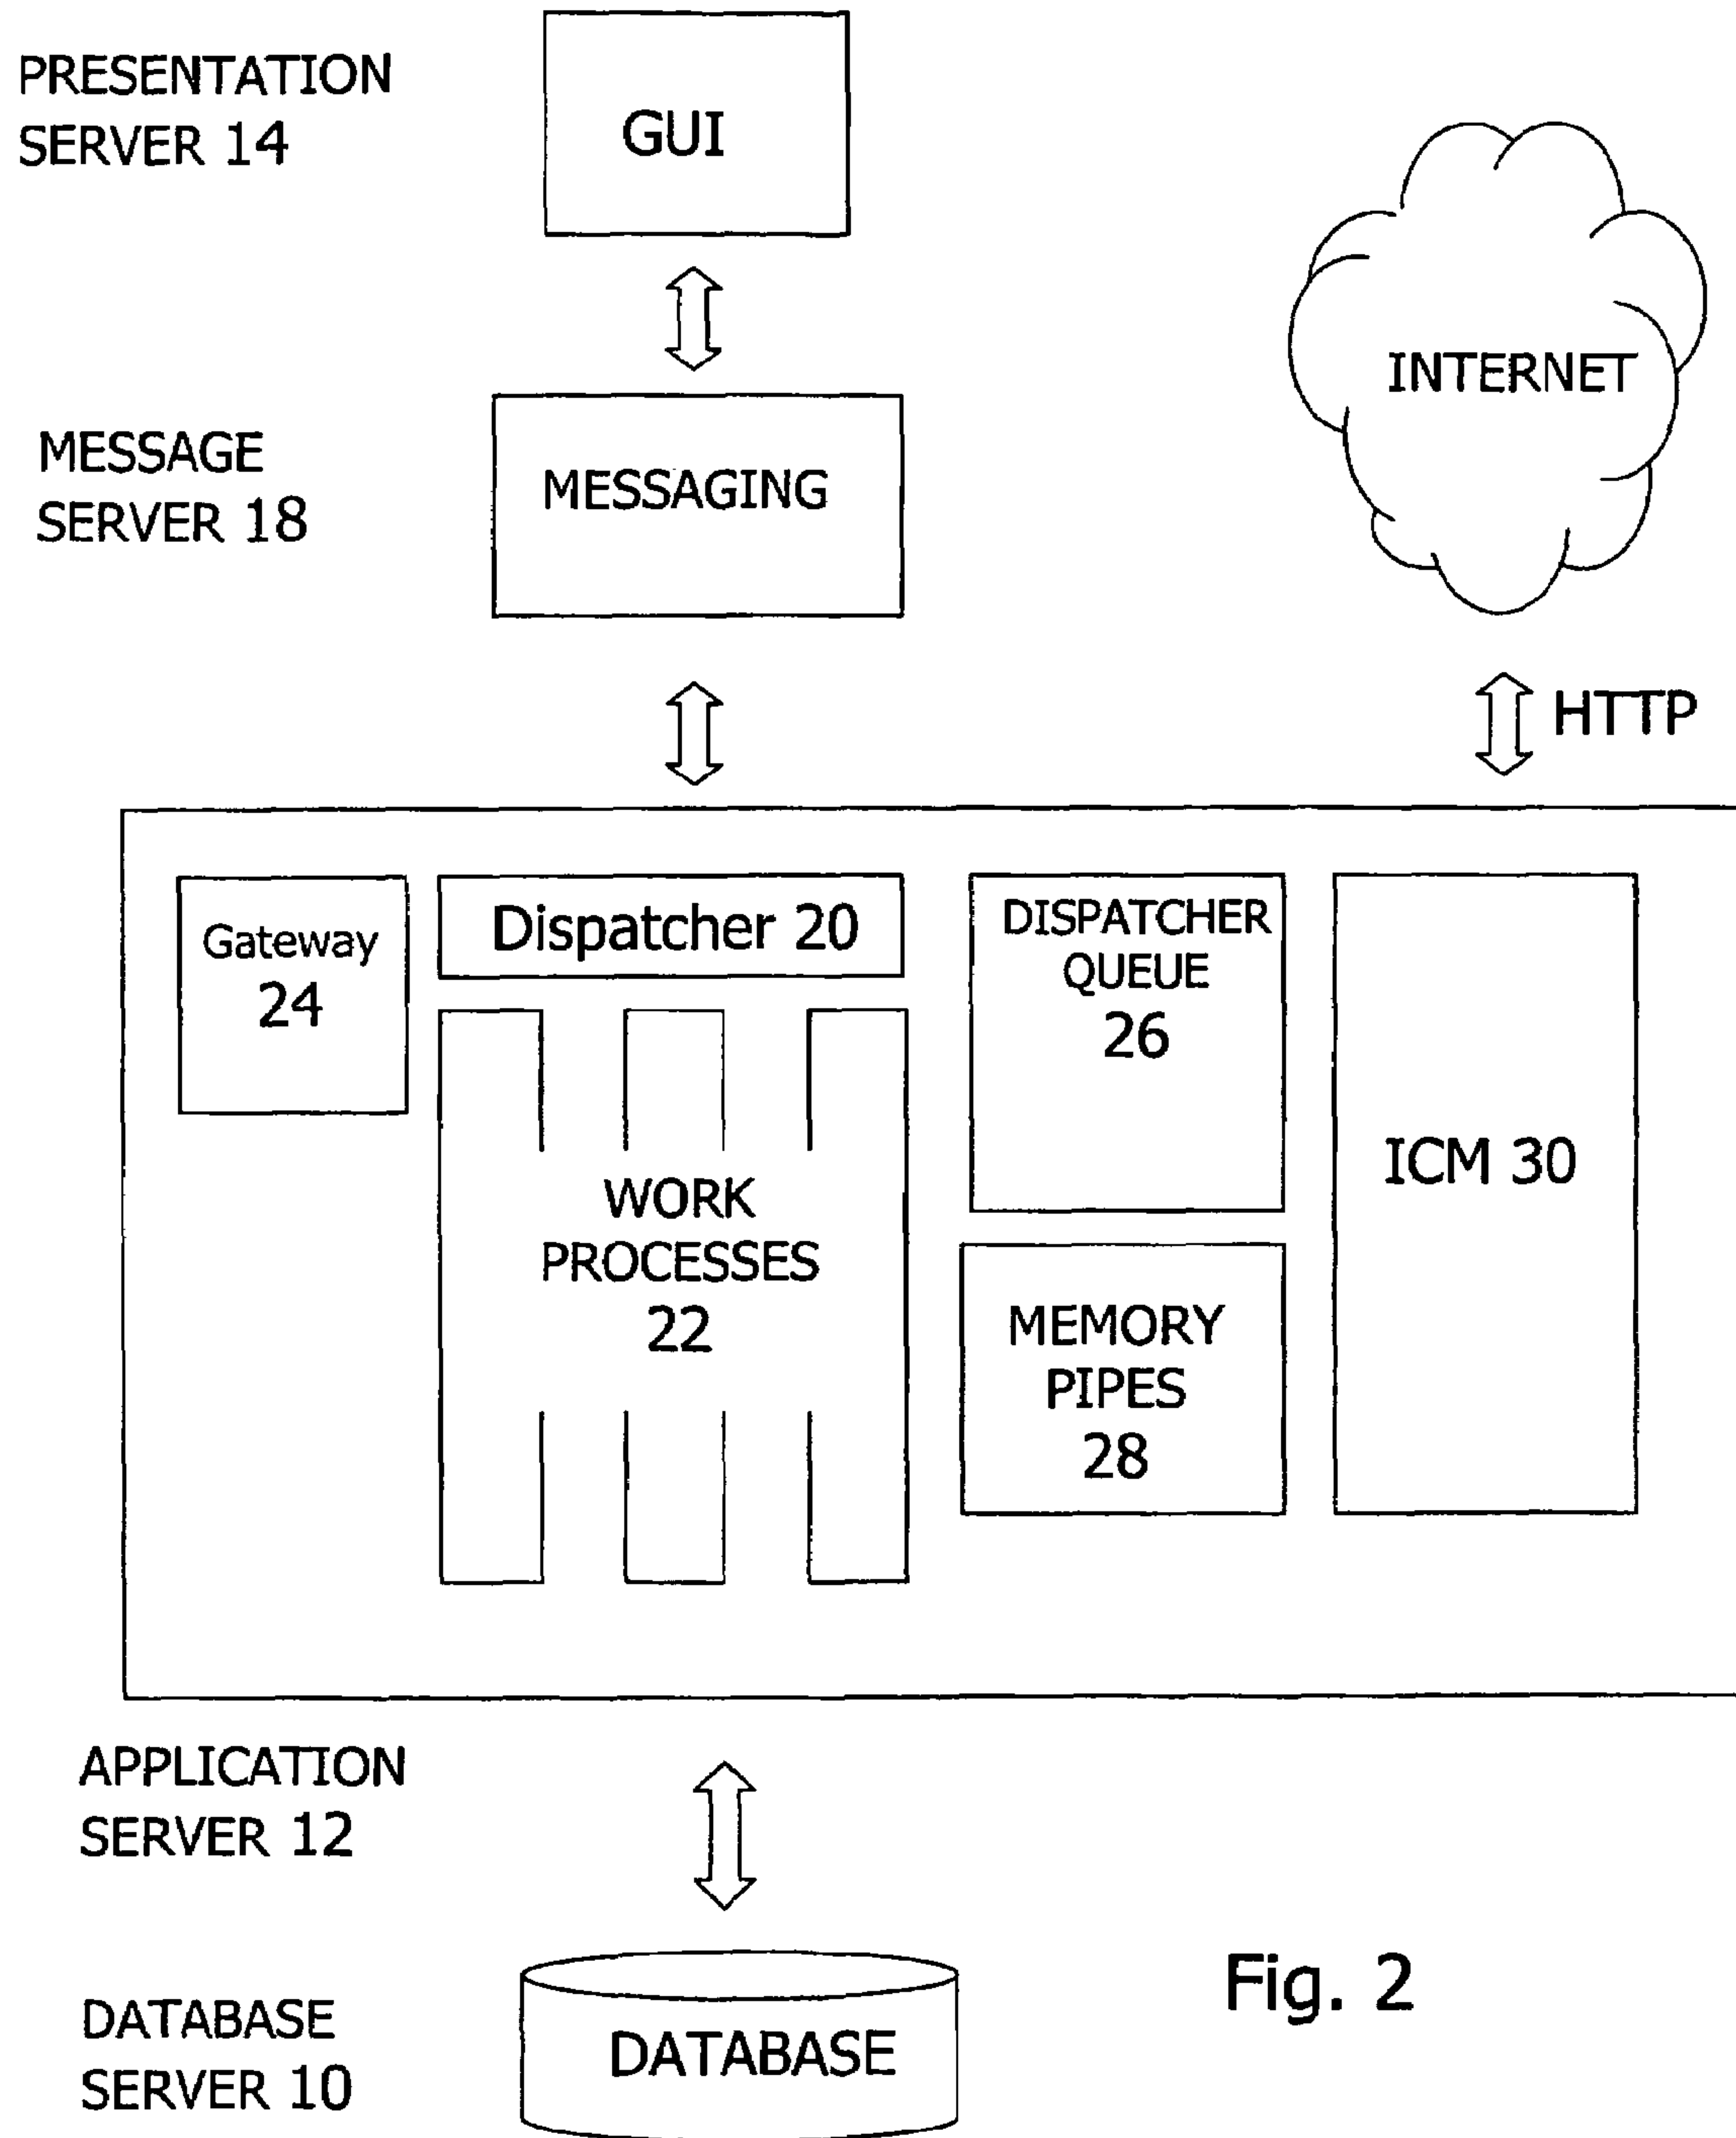 PRESENTATION
SERVER 14
GUI
MESSAGE
SERVER 18
MESSAGING
INTERNET
HTTP
Gateway
24
Dispatcher 20
DISPATCHER
QUEUE
26
ICM 30
WORK
PROCESSES
22
MEMORY
PIPES
28
APPLICATION
SERVER 12
DATABASE
SERVER 10
DATABASE
Fig. 2